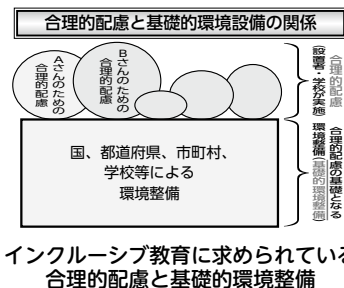 合理的配慮と基礎的環境設備の関係
Aさんのための
合理的配慮
Bさんのための
合理的配慮
合理的配慮
設置者・学校が実施
国、都道府県、市町村、
学校等による
環境整備
合理的配慮の基礎となる
環境整備(基礎的環境整備)
インクルーシブ教育に求められている
合理的配慮と基礎的環境整備